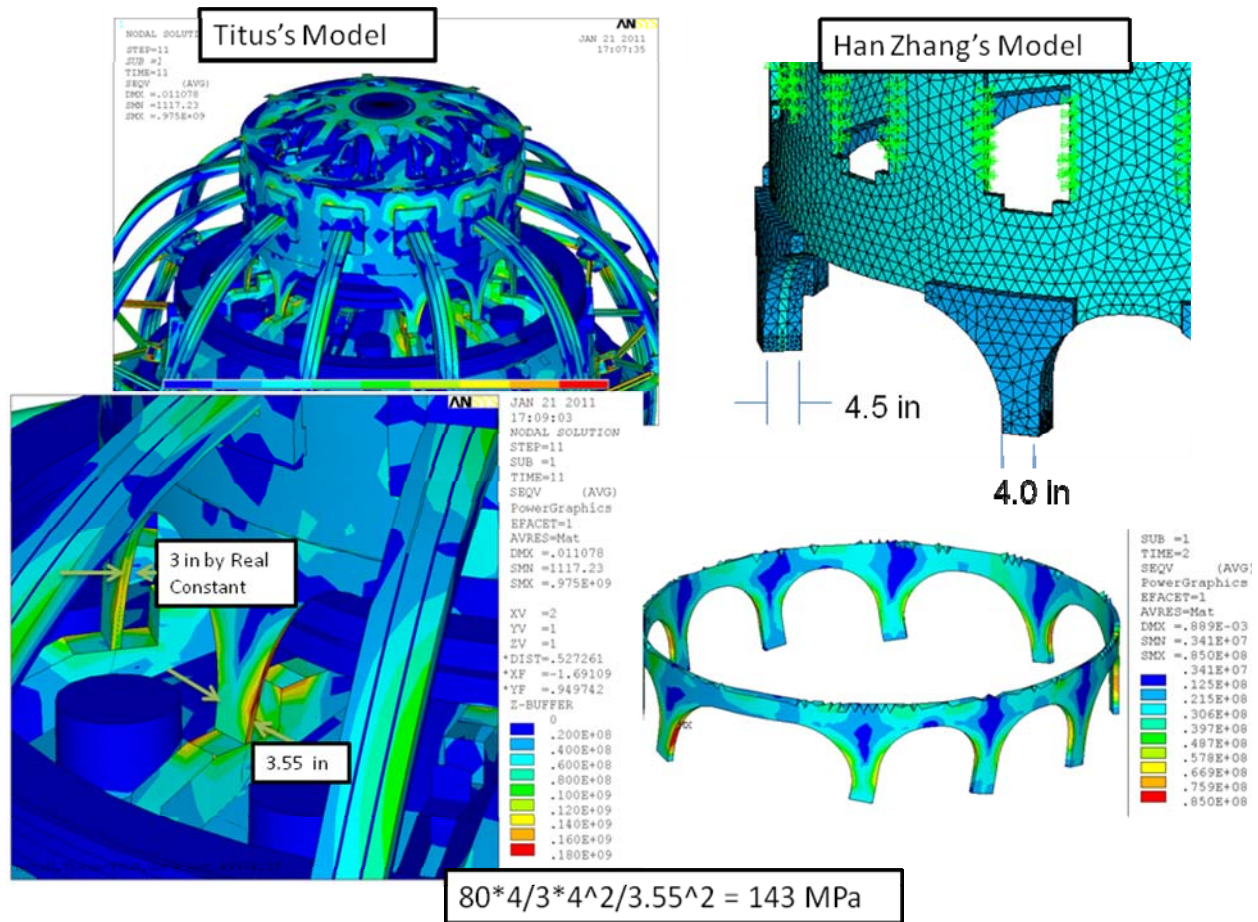 Titus's Model
1
NODAL SOLUTI
STEP=11
SUB =1
TIME=11
SEQV (AVG)
DMX =.011078
SMN =1117.23
SMX =.975E+09
JAN 21 2011
17:07:35
Han Zhang's Model
4.5 in
4.0 in
3 in by Real
Constant
3.55 in
JAN 21 2011
17:09:03
NODAL SOLUTION
STEP=11
SUB =1
TIME=11
SEQV (AVG)
PowerGraphics
EFACET=1
AVRES=Mat
DMX =.011078
SMN =1117.23
SMX =.975E+09
XV =2
YV =1
ZV =1
*DIST=.527261
*XF =-1.69109
*YF =.949742
Z-BUFFER
0
.200E+08
.400E+08
.600E+08
.800E+08
.100E+09
.120E+09
.140E+09
.160E+09
.180E+09
SUB =1
TIME=2
SEQV (AVG)
PowerGraphics
EFACET=1
AVRES=Mat
DMX =.889E-03
SMN =.341E+07
SMX =.850E+08
.341E+07
.125E+08
.215E+08
.306E+08
.397E+08
.487E+08
.578E+08
.669E+08
.759E+08
.850E+08
80*4/3*4^2/3.55^2 = 143 MPa